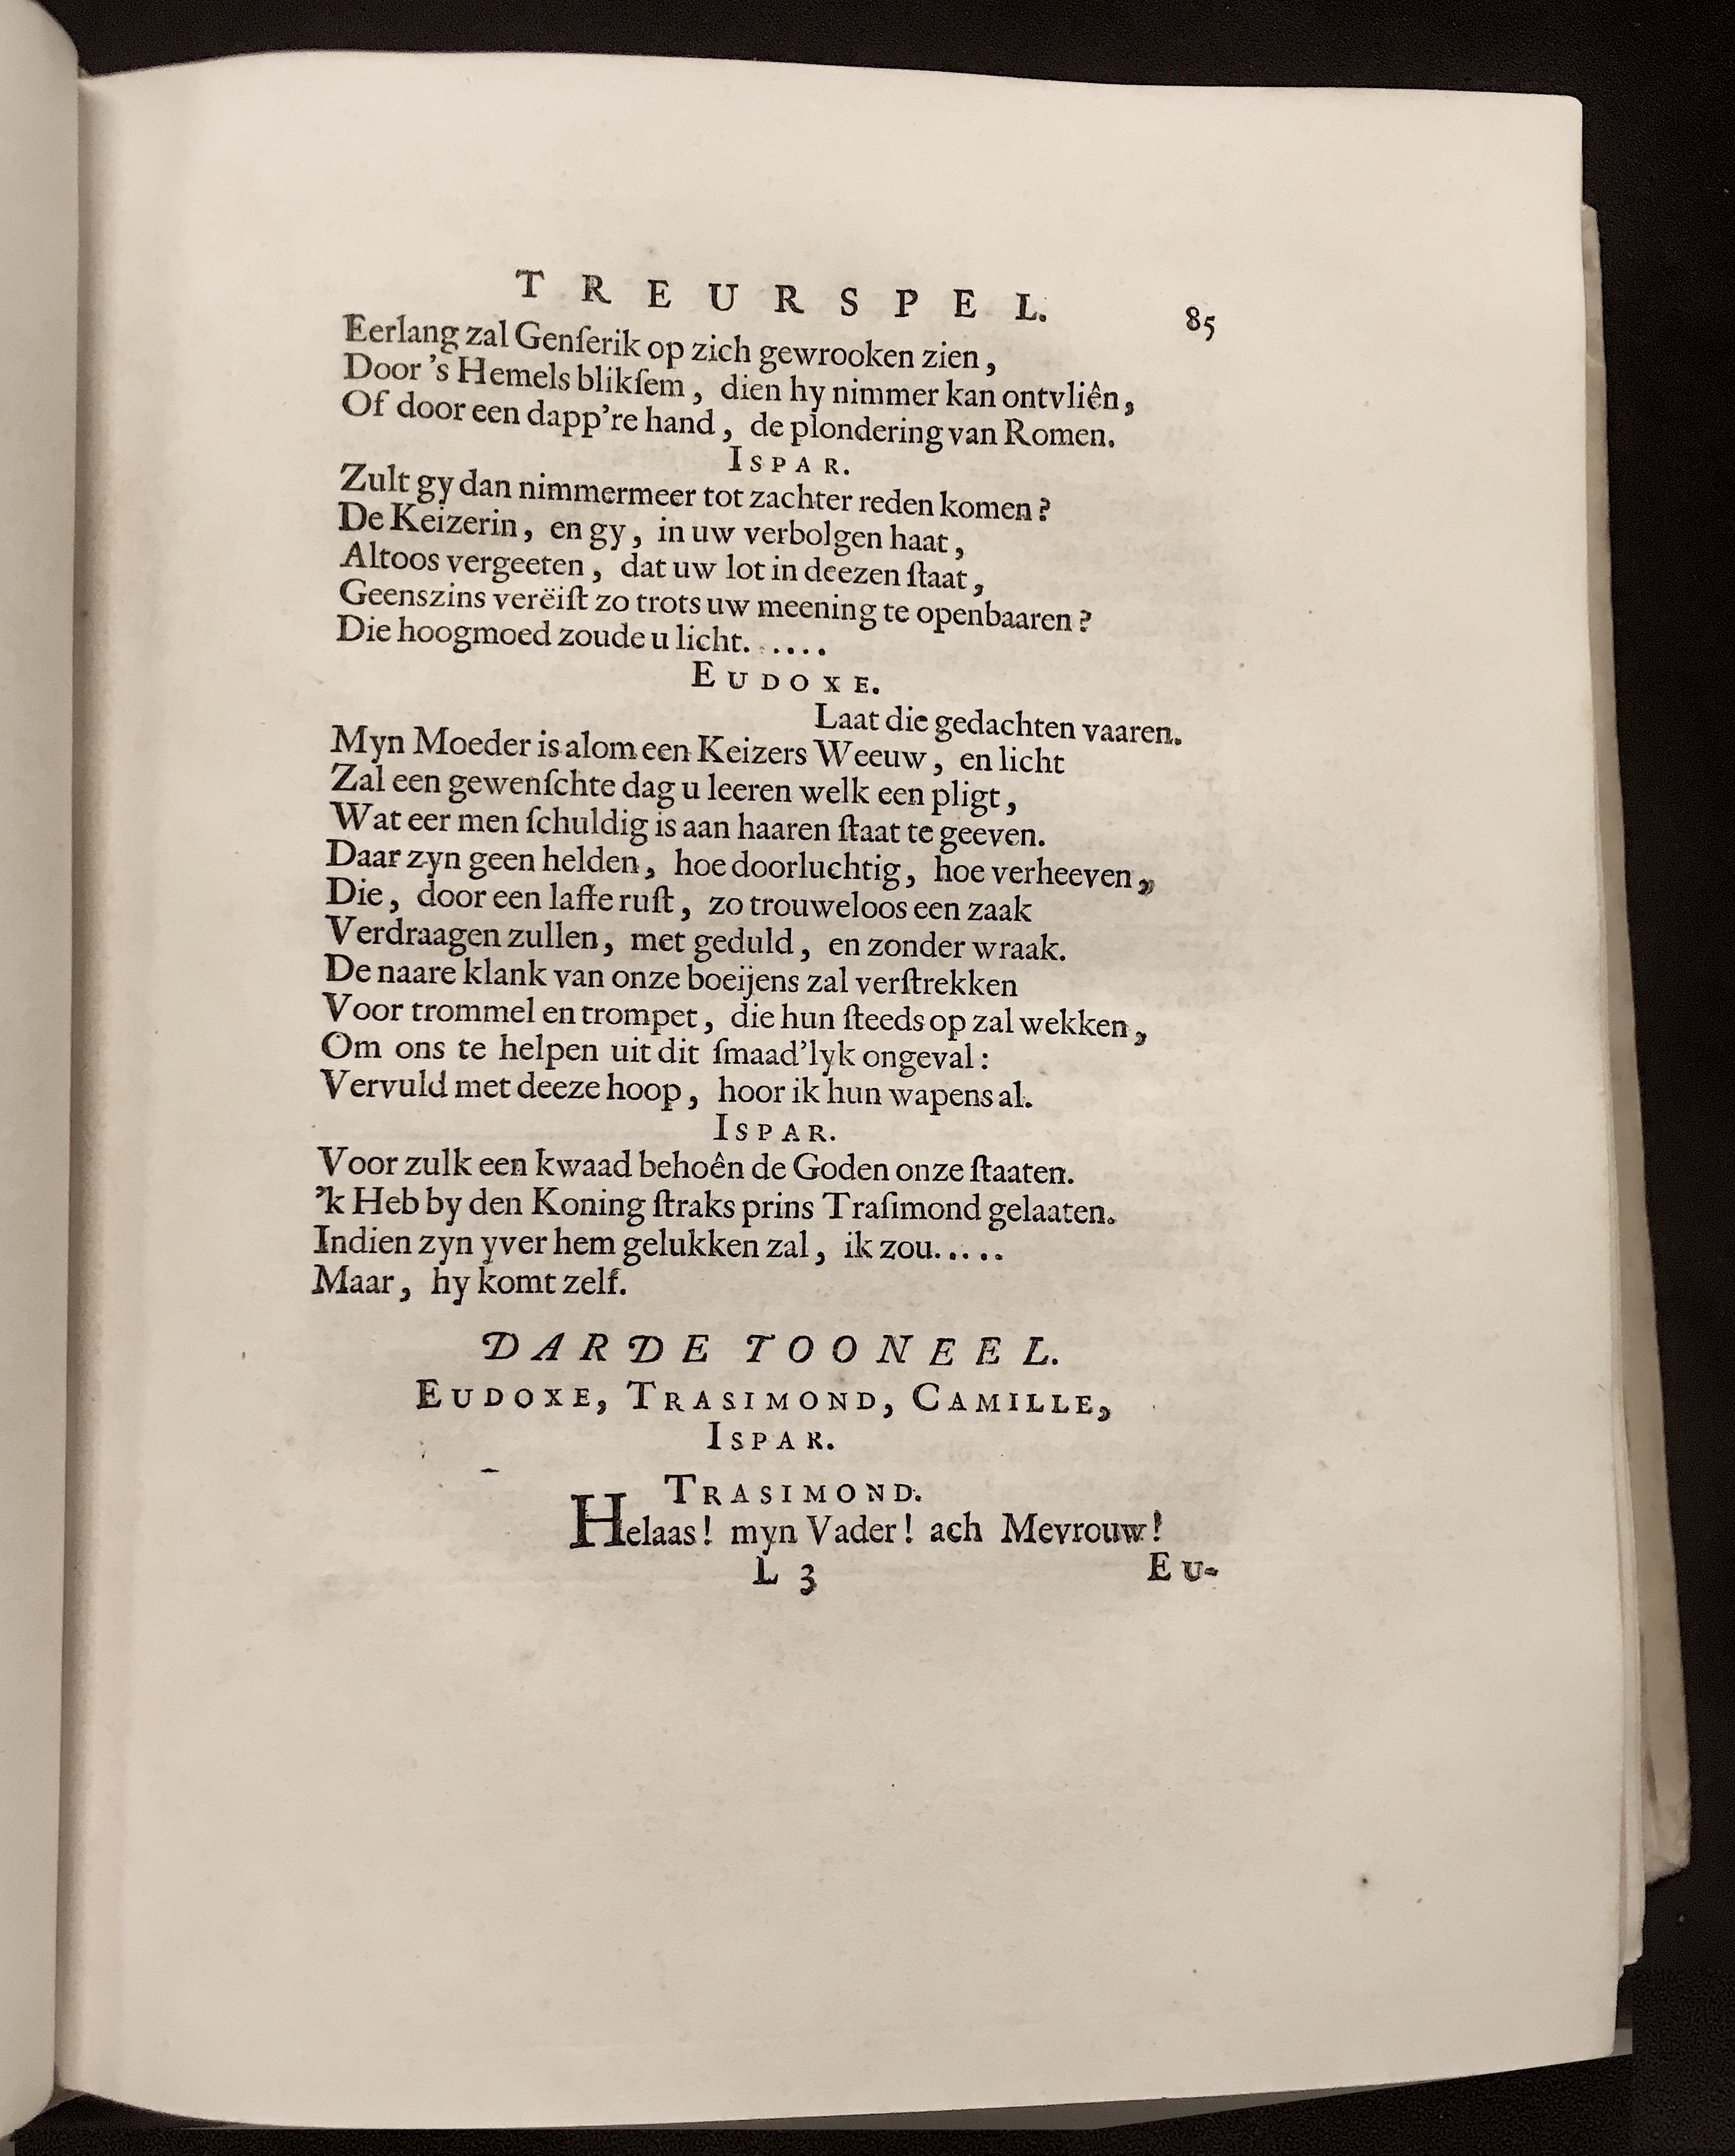 TREURSPEL. 85
Eerlang zal Genſerik op zich gewrooken zien,
Door 's Hemels blikſem, dien hy nimmer kan ontvliên,
Of door een dapp're hand, de plondering van Romen.
ISPAR.
Zult gy dan nimmermeer tot zachter reden komen?
De Keizerin, en gy, in uw verbolgen haat,
Altoos vergeeten, dat uw lot in deezen ſtaat,
Geenszins verëiſt zo trots uw meening te openbaaren?
Die hoogmoed zoude u licht......
EUDOXE.
Laat die gedachten vaaren.
Myn Moeder is alom een Keizers Weeuw, en licht
Zal een gewenſchte dag u leeren welk een pligt,
Wat eer men ſchuldig is aan haaren ſtaat te geeven.
Daar zyn geen helden, hoe doorluchtig, hoe verheeven,
Die, door een laffe ruſt, zo trouweloos een zaak
Verdraagen zullen, met geduld, en zonder wraak.
De naare klank van onze boeijens zal verſtrekken
Voor trommel en trompet, die hun ſteeds op zal wekken,
Om ons te helpen uit dit ſmaad'lyk ongeval:
Vervuld met deeze hoop, hoor ik hun wapens al.
ISPAR.
Voor zulk een kwaad behoên de Goden onze ſtaaten.
'k Heb by den Koning ſtraks prins Traſimond gelaaten.
Indien zyn yver hem gelukken zal, ik zou.....
Maar, hy komt zelf.
DARDE TOONEEL.
EUDOXE, TRASIMOND, CAMILLE,
ISPAR.
TRASIMOND.
Helaas! myn Vader! ach Mevrouw!
L 3 EU-